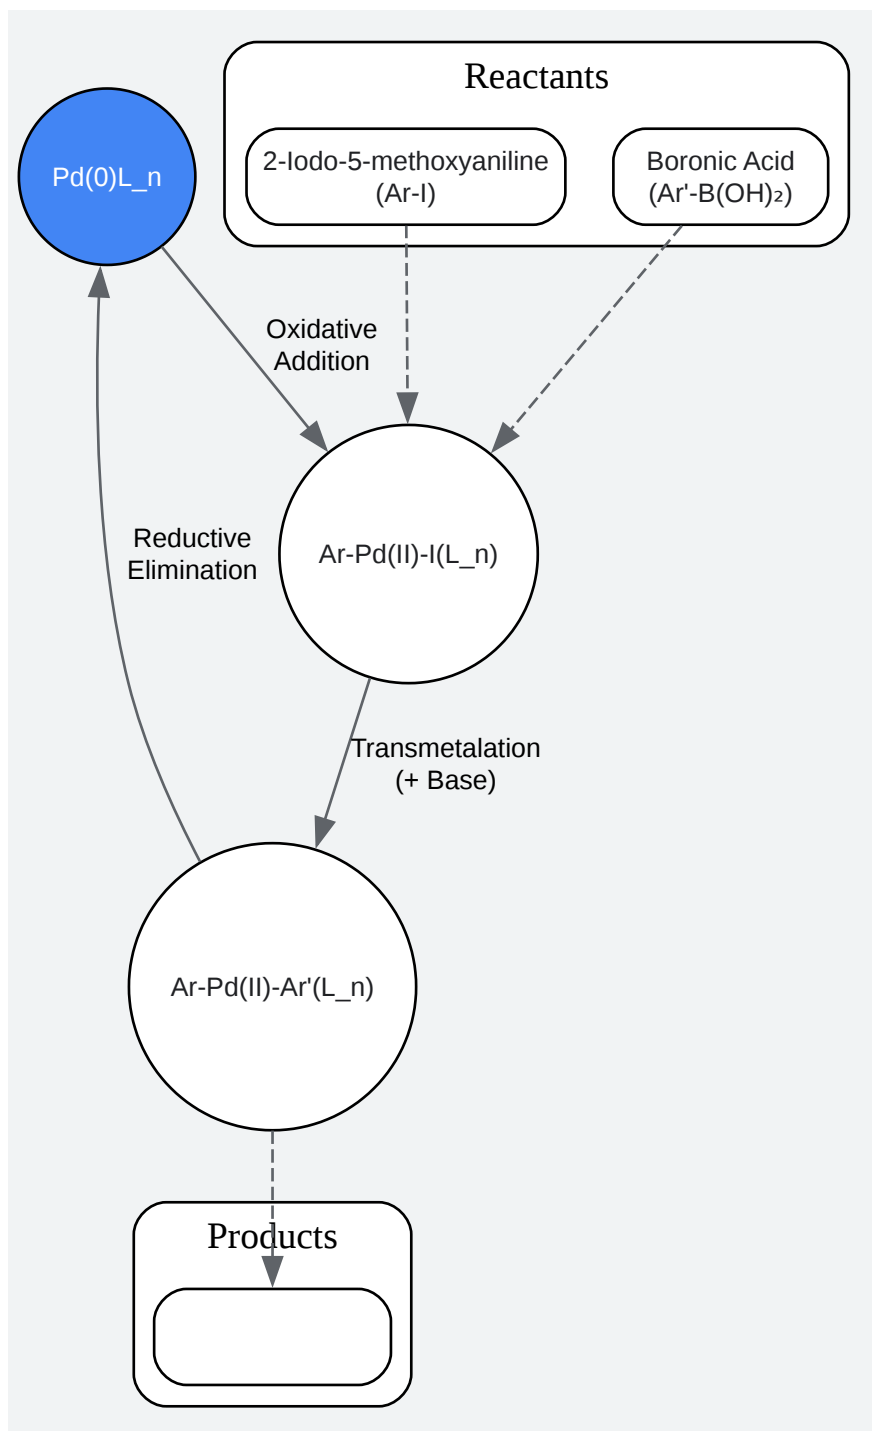 Reactants
Pd(0)L_n
2-Iodo-5-methoxyaniline
(Ar-I)
Boronic Acid
(Ar'-B(OH)₂)
Oxidative
Addition
Reductive
Elimination
Ar-Pd(II)-I(L_n)
Transmetalation
(+ Base)
Ar-Pd(II)-Ar'(L_n)
Products